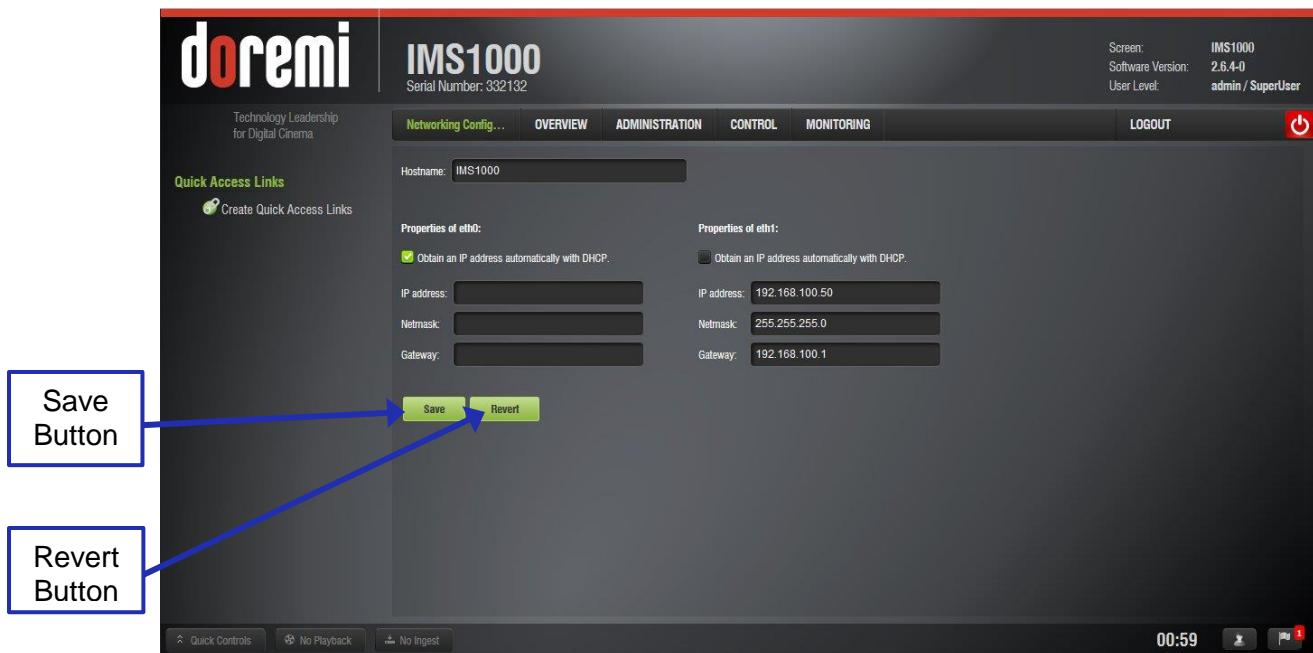 doremi
Technology Leadership
for Digital Cinema
IMS1000
Serial Number: 332132
Screen: IMS1000
Software Version: 2.6.4-0
User Level: admin / SuperUser
Networking Config... OVERVIEW ADMINISTRATION CONTROL MONITORING LOGOUT
Quick Access Links
Create Quick Access Links
Hostname: IMS1000
Properties of eth0:
Obtain an IP address automatically with DHCP.
IP address:
Netmask:
Gateway:
Properties of eth1:
Obtain an IP address automatically with DHCP.
IP address: 192.168.100.50
Netmask: 255.255.255.0
Gateway: 192.168.100.1
Save Revert
Save
Button
Revert
Button
Quick Controls No Playback No Ingest 00:59 1